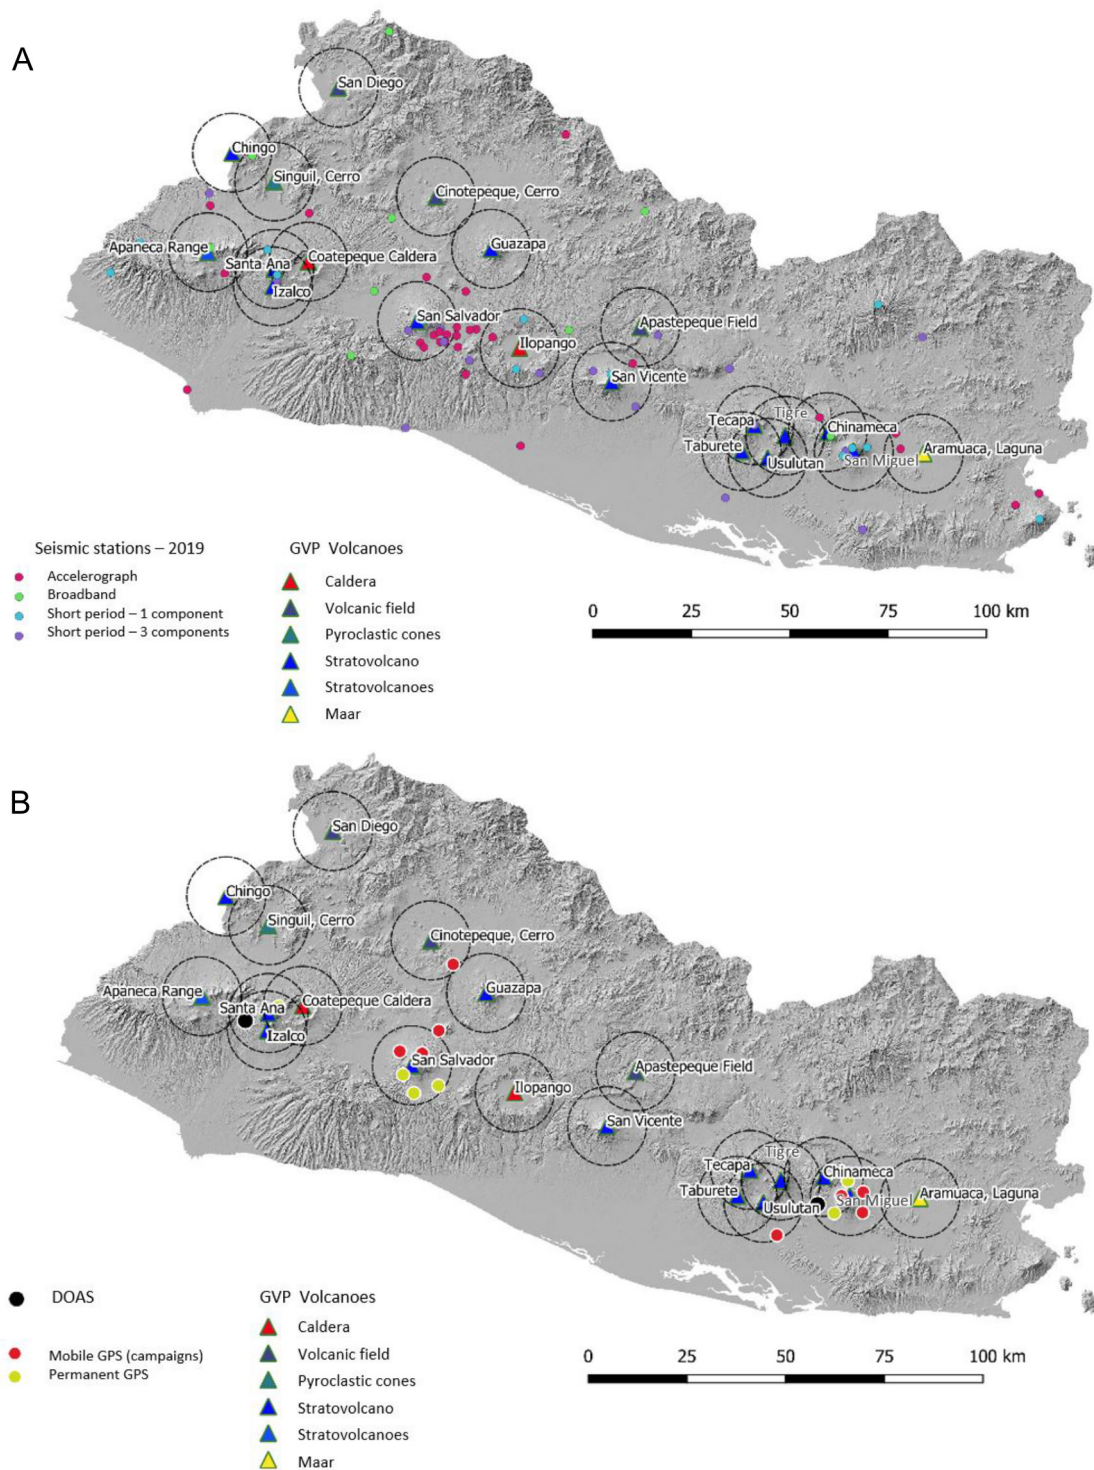 A
San Diego
Chingo
Singuil, Cerro
Cinotepeque, Cerro
Apaneca Range
Guazapa
Coatepeque Caldera
Santa Ana
Izalco
San Salvador
Apastepeque Field
Ilopango
San Vicente
Tigre
Tecapa
Chinameca
Taburete
Aramuaca, Laguna
San Miguel
Usulutan
Seismic stations – 2019
Accelerograph
Broadband
Short period – 1 component
Short period – 3 components
GVP Volcanoes
Caldera
Volcanic field
Pyroclastic cones
Stratovolcano
Stratovolcanoes
Maar
0 25 50 75 100 km
B
San Diego
Chingo
Singuil, Cerro
Cinotepeque, Cerro
Apaneca Range
Guazapa
Coatepeque Caldera
Santa Ana
Izalco
San Salvador
Apastepeque Field
Ilopango
San Vicente
Tigre
Tecapa
Chinameca
Taburete
Aramuaca, Laguna
San Miguel
Usulutan
DOAS
Mobile GPS (campaigns)
Permanent GPS
GVP Volcanoes
Caldera
Volcanic field
Pyroclastic cones
Stratovolcano
Stratovolcanoes
Maar
0 25 50 75 100 km